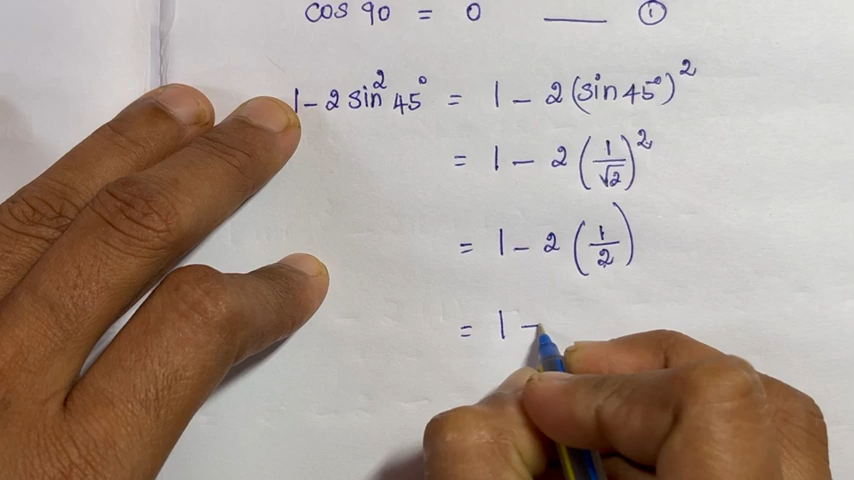 cos 90 = 0 —— ①
1 - 2 sin² 45° = 1 - 2 (sin 45°)²
= 1 - 2 (1/√2)²
= 1 - 2 (1/2)
= 1 -